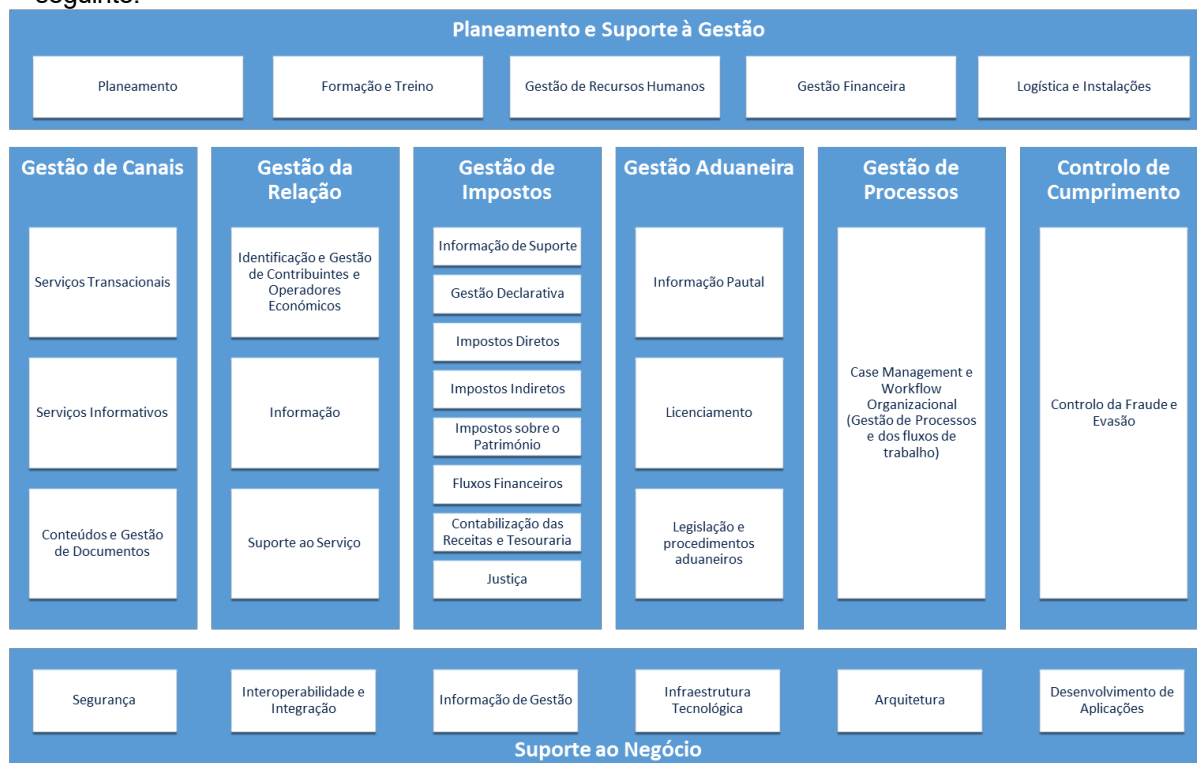 seguinte:
Planeamento e Suporte à Gestão
Planeamento
Formação e Treino
Gestão de Recursos Humanos
Gestão Financeira
Logística e Instalações
Gestão de Canais
Serviços Transacionais
Serviços Informativos
Conteúdos e Gestão
de Documentos
Gestão da
Relação
Identificação e Gestão
de Contribuintes e
Operadores
Económicos
Informação
Suporte ao Serviço
Gestão de
Impostos
Informação de Suporte
Gestão Declarativa
Impostos Diretos
Impostos Indiretos
Impostos sobre o
Património
Fluxos Financeiros
Contabilização das
Receitas e Tesouraria
Justiça
Gestão Aduaneira
Informação Pautal
Licenciamento
Legislação e
procedimentos
aduaneiros
Gestão de
Processos
Case Management e
Workflow
Organizacional
(Gestão de Processos
e dos fluxos de
trabalho)
Controlo de
Cumprimento
Controlo da Fraude e
Evasão
Segurança
Interoperabilidade e
Integração
Informação de Gestão
Infraestrutura
Tecnológica
Arquitetura
Desenvolvimento de
Aplicações
Suporte ao Negócio